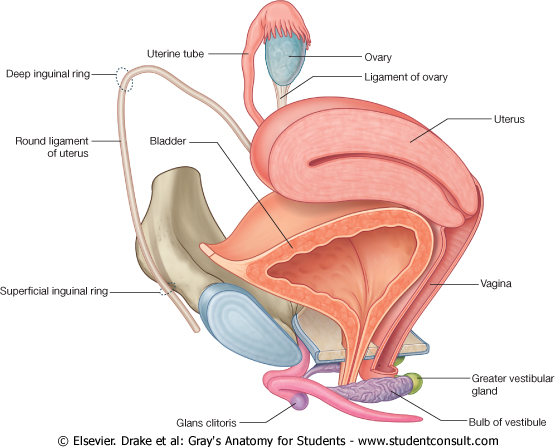 Uterine tube
Ovary
Deep inguinal ring
Ligament of ovary
Uterus
Round ligament
of uterus
Bladder
Superficial inguinal ring
Vagina
Greater vestibular
gland
Glans clitoris
Bulb of vestibule
© Elsevier. Drake et al: Gray's Anatomy for Students - www.studentconsult.com